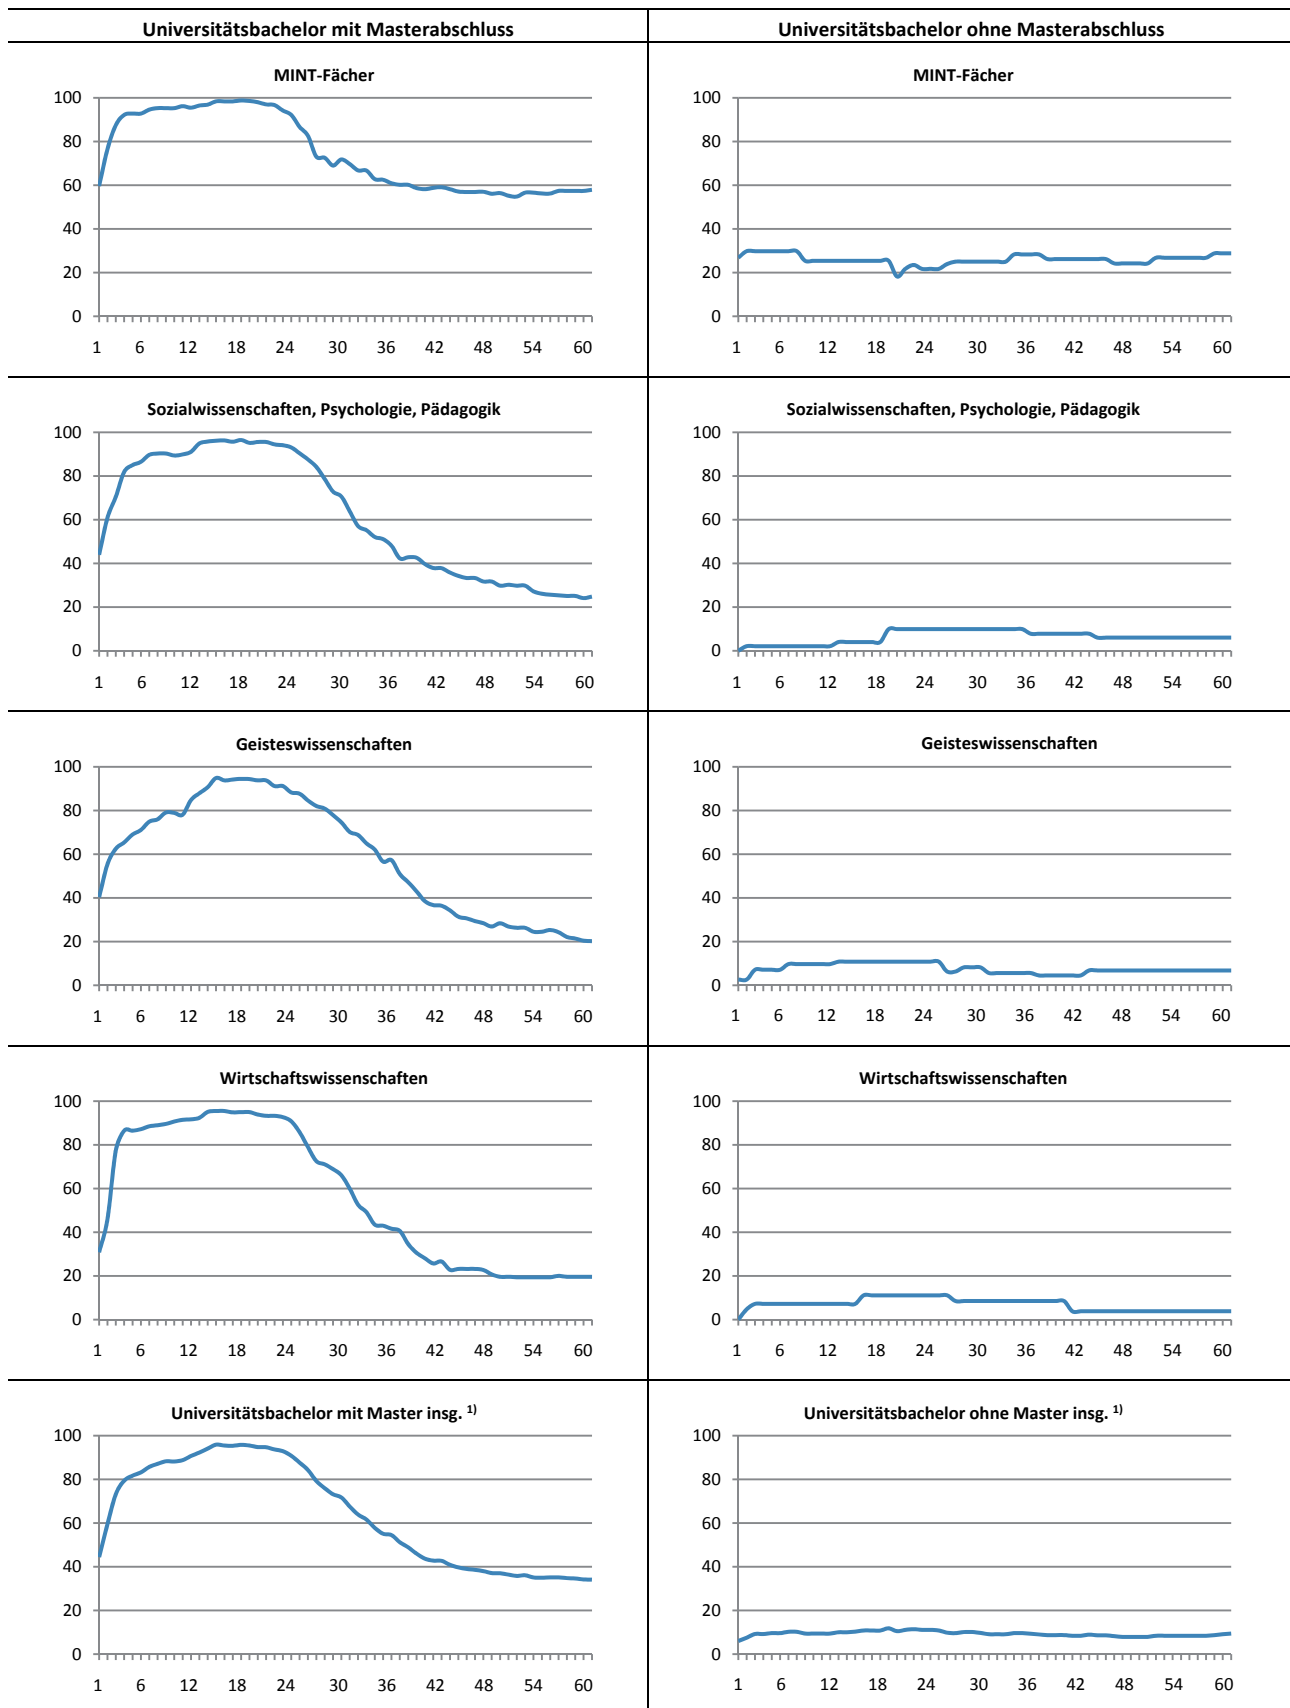 Universitätsbachelor mit Masterabschluss
Universitätsbachelor ohne Masterabschluss
MINT-Fächer
100
80
60
40
20
0
1 6 12 18 24 30 36 42 48 54 60
MINT-Fächer
100
80
60
40
20
0
1 6 12 18 24 30 36 42 48 54 60
Sozialwissenschaften, Psychologie, Pädagogik
100
80
60
40
20
0
1 6 12 18 24 30 36 42 48 54 60
Sozialwissenschaften, Psychologie, Pädagogik
100
80
60
40
20
0
1 6 12 18 24 30 36 42 48 54 60
Geisteswissenschaften
100
80
60
40
20
0
1 6 12 18 24 30 36 42 48 54 60
Geisteswissenschaften
100
80
60
40
20
0
1 6 12 18 24 30 36 42 48 54 60
Wirtschaftswissenschaften
100
80
60
40
20
0
1 6 12 18 24 30 36 42 48 54 60
Wirtschaftswissenschaften
100
80
60
40
20
0
1 6 12 18 24 30 36 42 48 54 60
Universitätsbachelor mit Master insg. 1)
100
80
60
40
20
0
1 6 12 18 24 30 36 42 48 54 60
Universitätsbachelor ohne Master insg. 1)
100
80
60
40
20
0
1 6 12 18 24 30 36 42 48 54 60